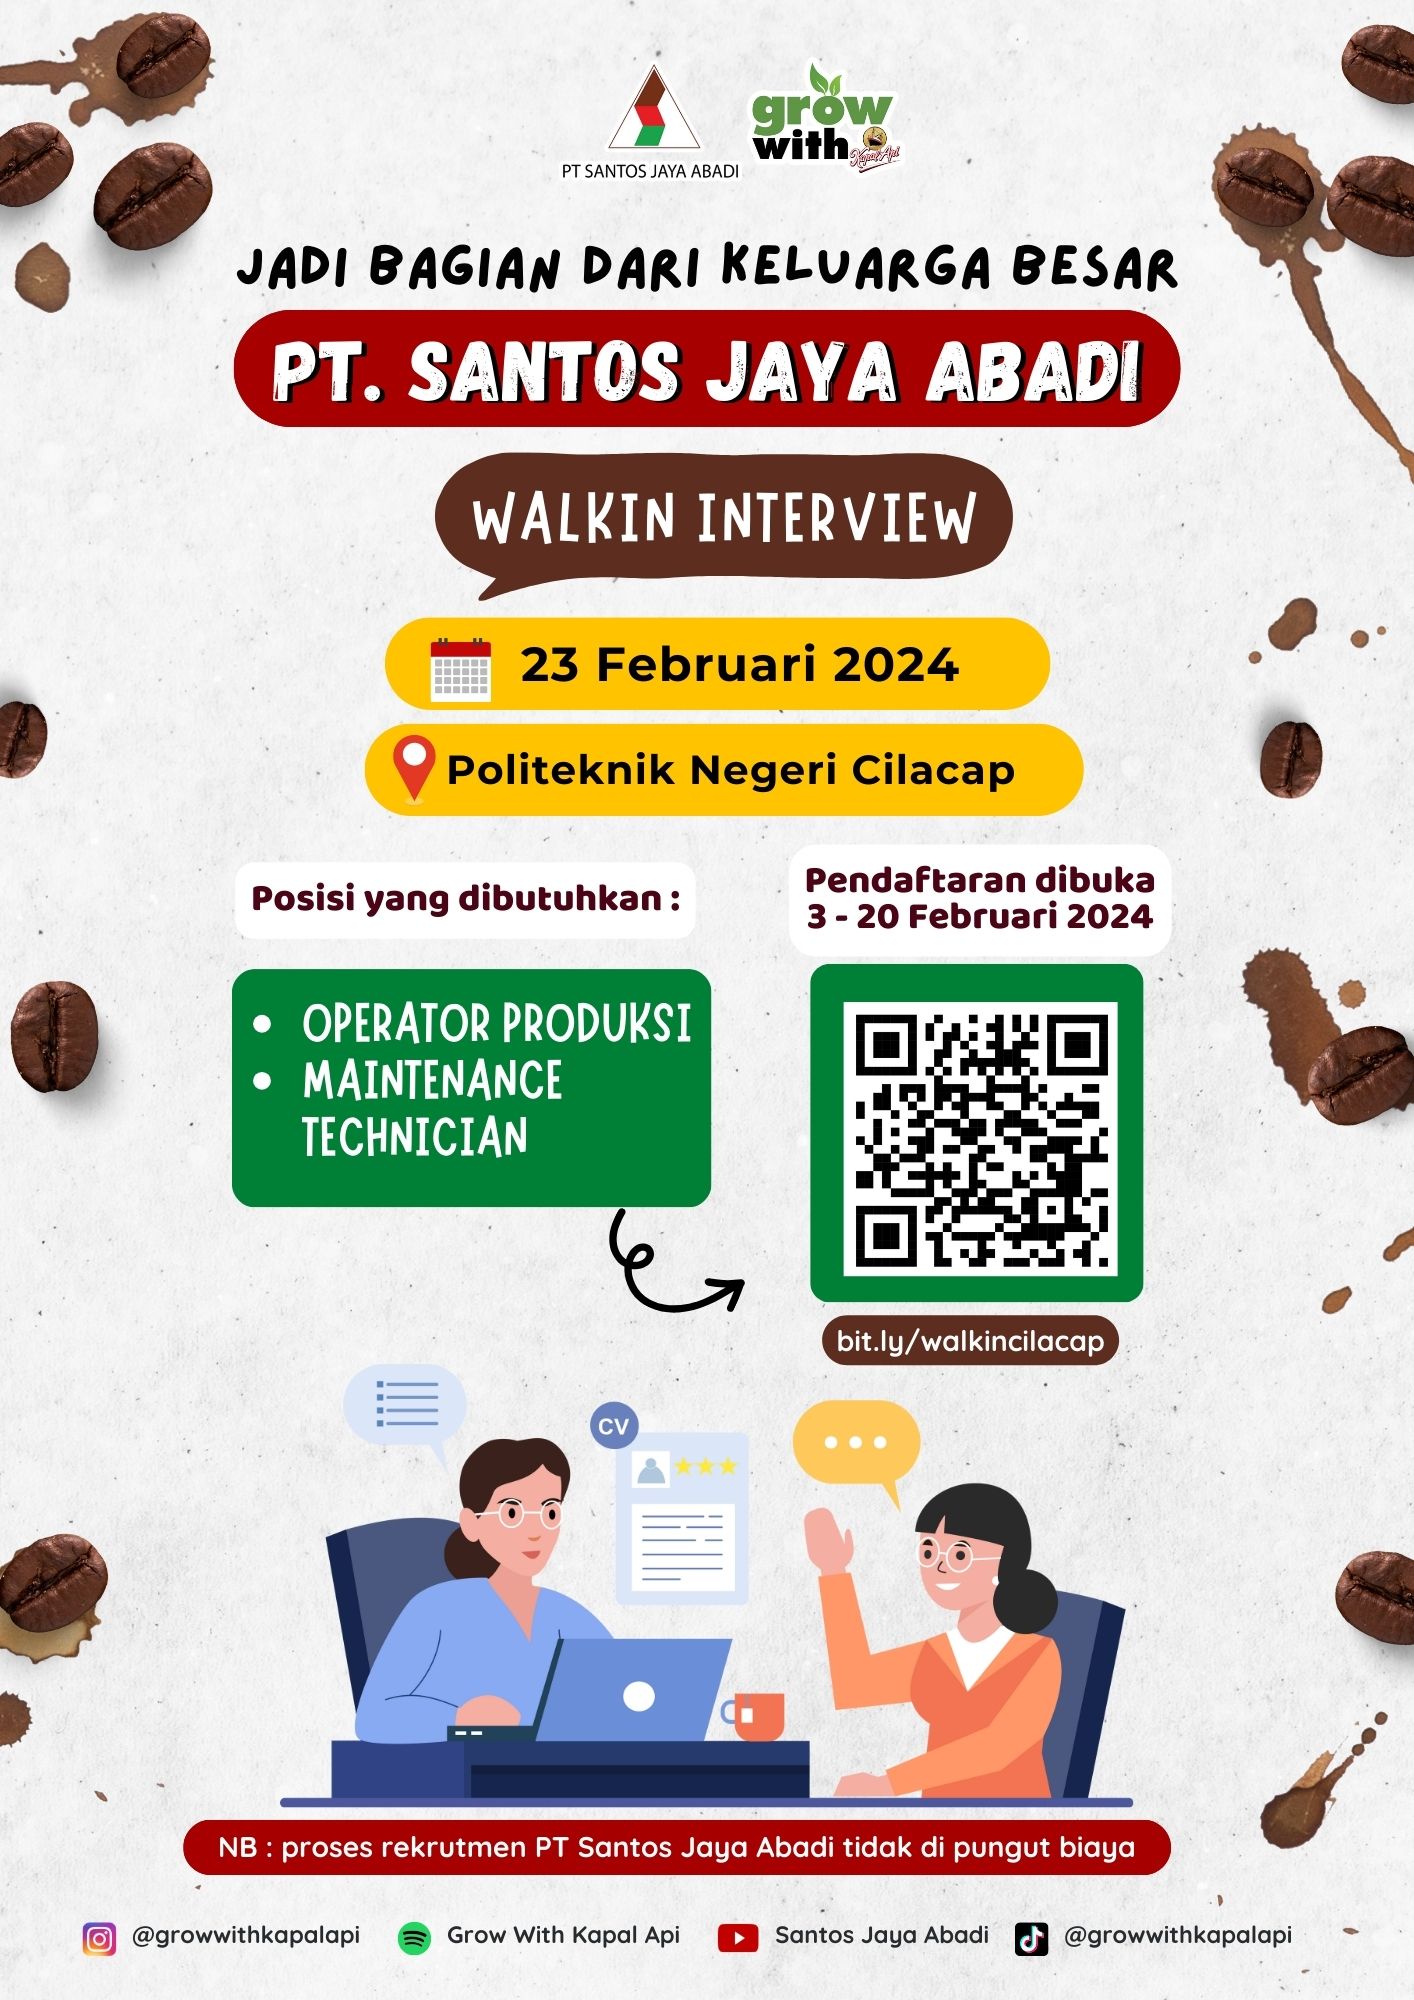 PT SANTOS JAYA ABADI
grow
with Kapal Api
JADI BAGIAN DARI KELUARGA BESAR
PT. SANTOS JAYA ABADI
WALKIN INTERVIEW
23 Februari 2024
Politeknik Negeri Cilacap
Posisi yang dibutuhkan :
• OPERATOR PRODUKSI
• MAINTENANCE
TECHNICIAN
Pendaftaran dibuka
3 - 20 Februari 2024
bit.ly/walkincilacap
CV
NB : proses rekrutmen PT Santos Jaya Abadi tidak di pungut biaya
@growwithkapalapi
Grow With Kapal Api
Santos Jaya Abadi
@growwithkapalapi